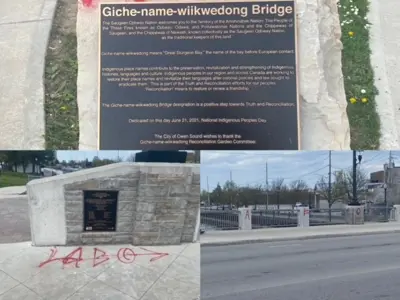 Giche-name-wiikwedong Bridge
The Saugeen Ojibway Nation welcomes you to the territory of the Anishinabek Nation: The People of
the Three Fires known as Ojibway, Odawa, and Pottawatomie Nations and the Chippewas of
Saugeen, and the Chippewas of Nawash, known collectively as the Saugeen Ojibway Nation
as the traditional keepers of this land.
Giche-name-wiikwedong means "Great Sturgeon Bay", the name of the bay before European contact.
Indigenous place names contribute to the preservation, revitalization and strengthening of Indigenous
histories, languages and culture. Indigenous peoples in our region and across Canada are working to
restore their place names and revitalize their languages after colonial policies and law sought to
eradicate them. This is part of the Truth and Reconciliation efforts for our peoples.
Reconciliation means to restore or renew a friendship.
The Giche-name-wiikwedong Bridge designation is a positive step towards Truth and Reconciliation.
Dedicated on this day June 21, 2021, National Indigenous Peoples Day.
The City of Owen Sound wishes to thank the
Giche-name-wiikwedong Reconciliation Garden Committee.